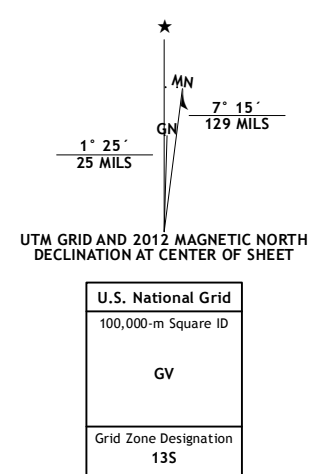 MN
GN
7° 15´
129 MILS
1° 25´
25 MILS
UTM GRID AND 2012 MAGNETIC NORTH
DECLINATION AT CENTER OF SHEET
U.S. National Grid
100,000-m Square ID
GV
Grid Zone Designation
13S